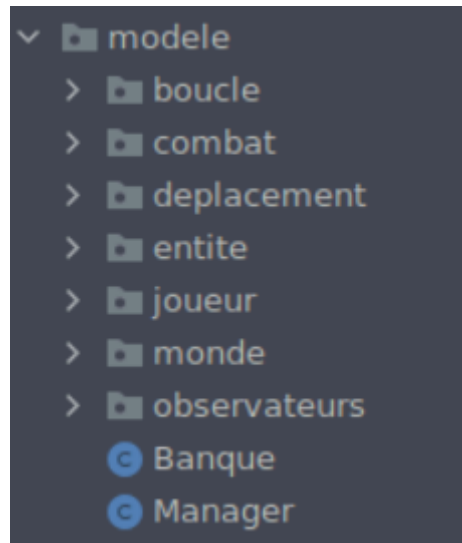 modele
boucle
combat
deplacement
entite
joueur
monde
observateurs
C Banque
C Manager